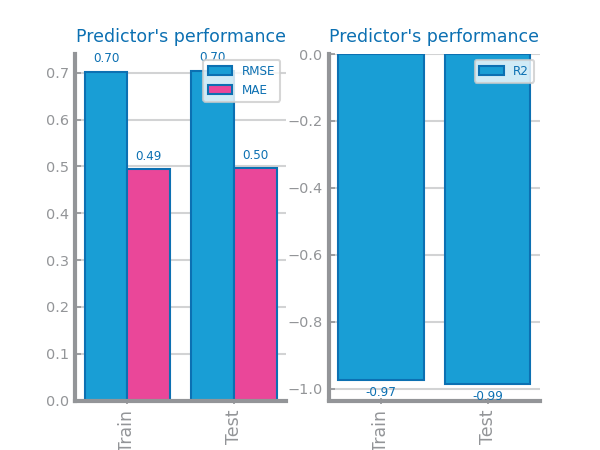 Predictor's performance
0.70
0.70
RMSE
MAE
0.49
0.50
0.7
0.6
0.5
0.4
0.3
0.2
0.1
0.0
Train
Test
Predictor's performance
R2
0.0
−0.2
−0.4
−0.6
−0.8
−1.0
-0.97
-0.99
Train
Test